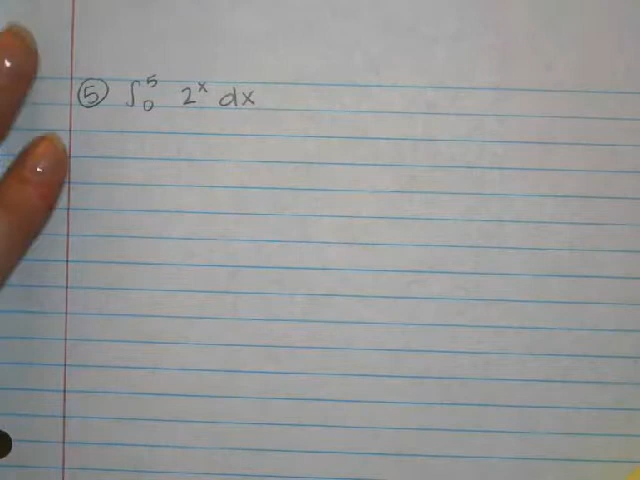 ⑤ ∫₀⁵ 2ˣ dx